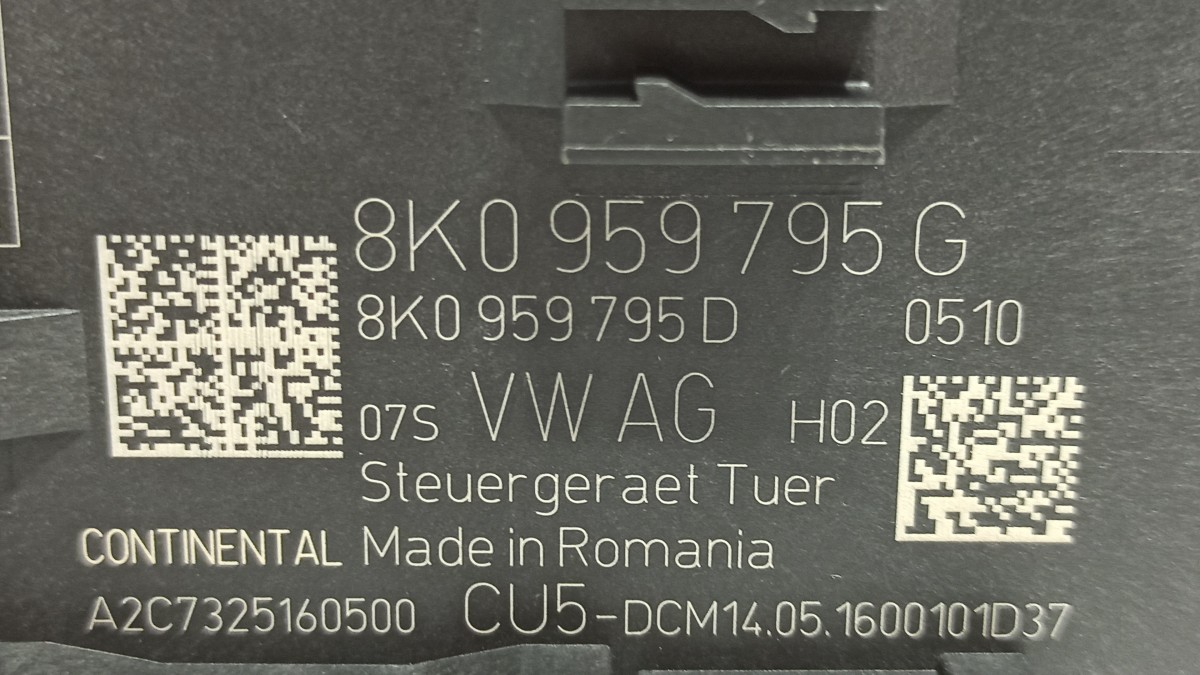 8K0 959 795 G
8K0 959 795 D 0510
07S VW AG H02
Steuergeraet Tuer
CONTINENTAL Made in Romania
A2C7325160500 CU5-DCM14.05.1600101D37